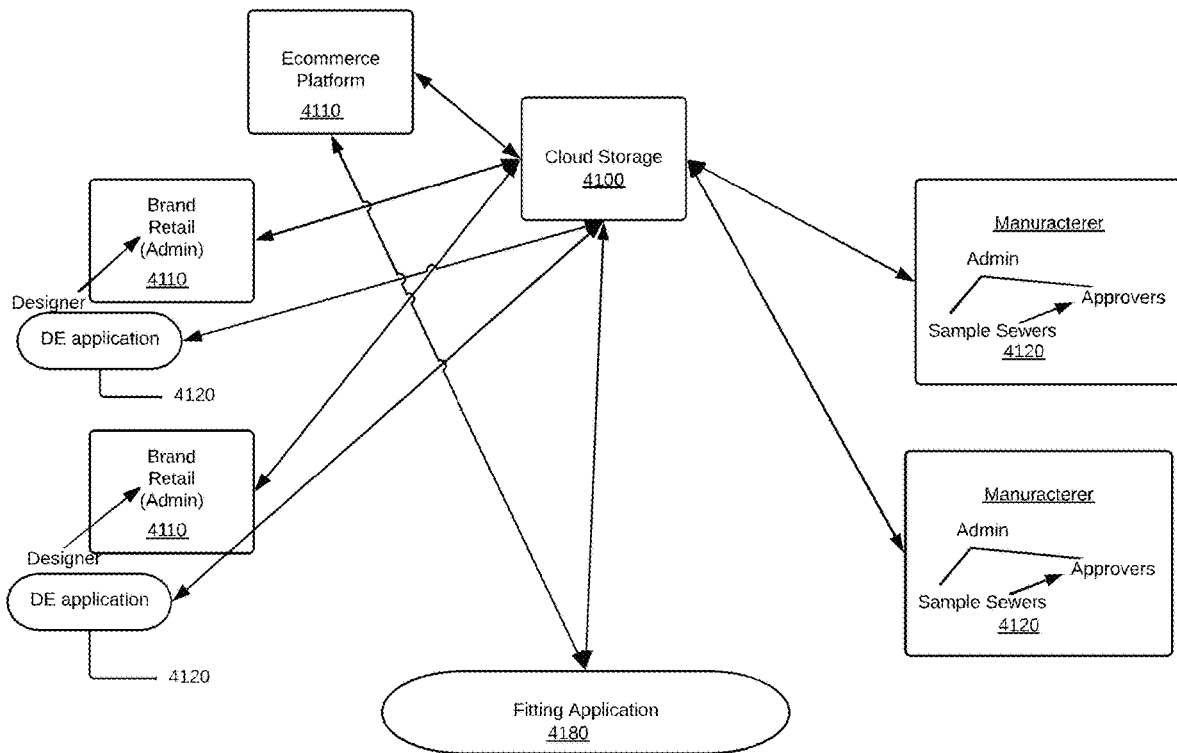 Ecommerce
Platform
4110
Cloud Storage
4100
Brand
Retail
(Admin)
4110
Designer
DE application
4120
Manuracterer
Admin
Approvers
Sample Sewers
4120
Brand
Retail
(Admin)
4110
Designer
DE application
4120
Manuracterer
Admin
Approvers
Sample Sewers
4120
Fitting Application
4180